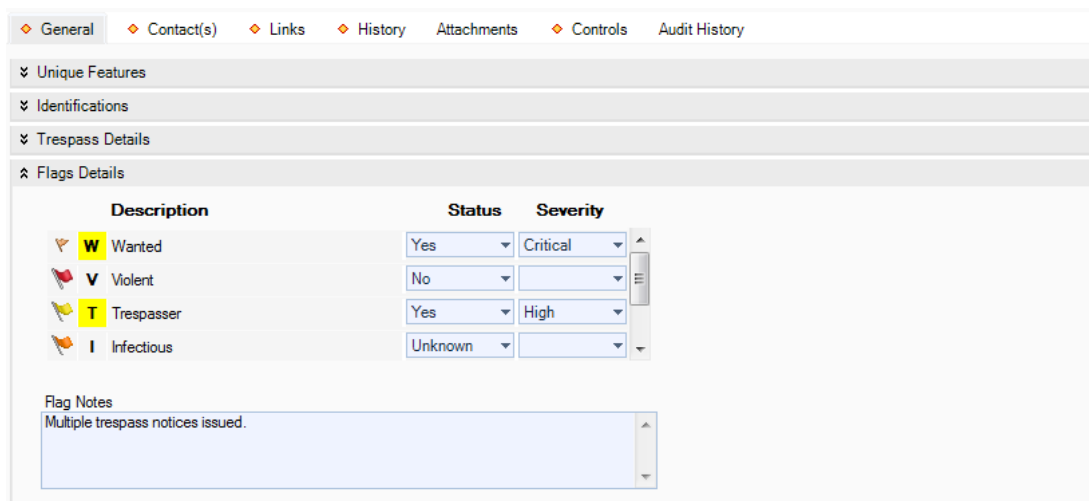 General Contact(s) Links History Attachments Controls Audit History
Unique Features
Identifications
Trespass Details
Flags Details
Description Status Severity
W Wanted Yes Critical
V Violent No
T Trespasser Yes High
I Infectious Unknown
Flag Notes
Multiple trespass notices issued.